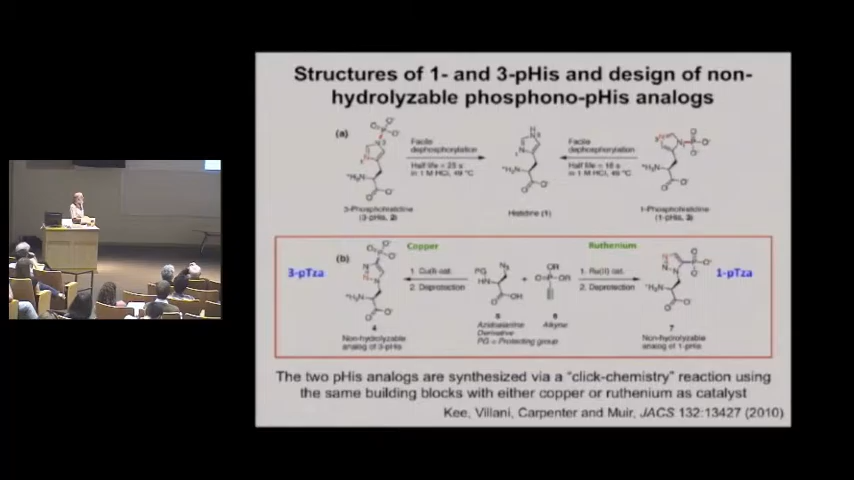 Structures of 1- and 3-pHis and design of non-
hydrolyzable phosphono-pHis analogs
(a)
Facile
dephosphorylation
Half life = 25 s
in 1 M HCl, 49 °C
Facile
dephosphorylation
Half life = 18 s
in 1 M HCl, 49 °C
3-Phosphohistidine
(3-pHis, 2)
Histidine (1)
1-Phosphohistidine
(1-pHis, 3)
(b)
Copper
Ruthenium
3-pTza
1. Cu(I) cat.
2. Deprotection
PG
+
1. Ru(II) cat.
2. Deprotection
1-pTza
4
Non-hydrolyzable
analog of 3-pHis
5
Azidoalanine
Derivative
PG = Protecting group
6
Alkyne
7
Non-hydrolyzable
analog of 1-pHis
The two pHis analogs are synthesized via a "click-chemistry" reaction using
the same building blocks with either copper or ruthenium as catalyst
Kee, Villani, Carpenter and Muir, JACS 132:13427 (2010)